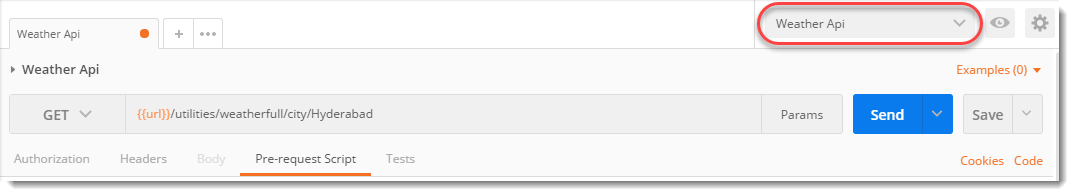 Weather Api
Weather Api
Weather Api
Examples (0)
GET {{url}}/utilities/weatherfull/city/Hyderabad Params Send Save
Authorization Headers Body Pre-request Script Tests Cookies Code